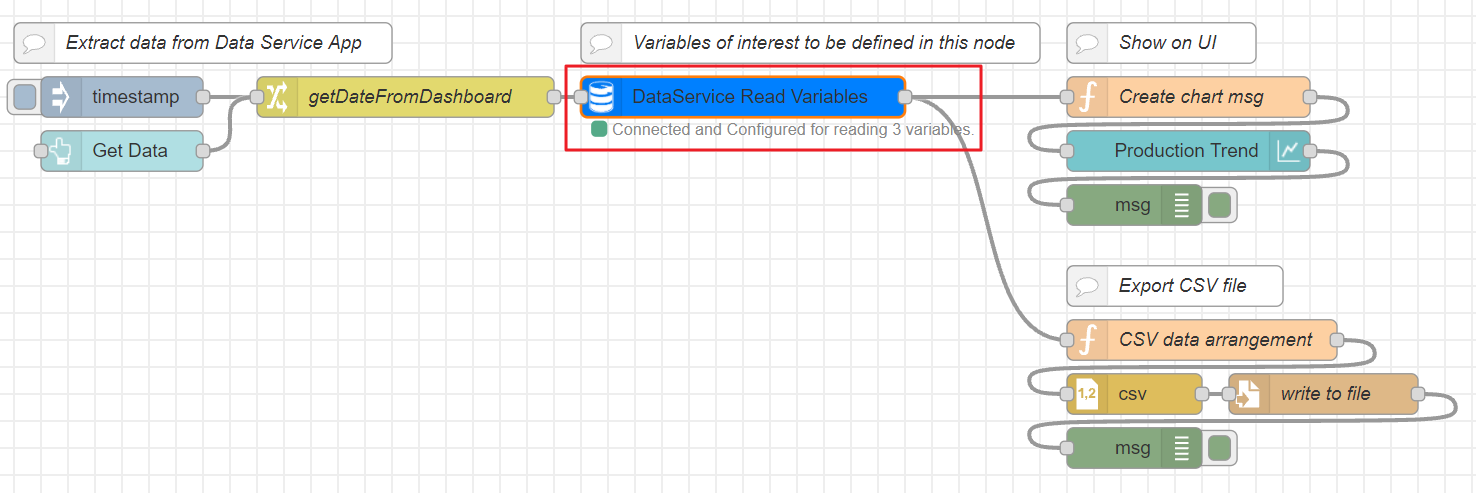 Extract data from Data Service App
Variables of interest to be defined in this node
Show on UI
timestamp
getDateFromDashboard
DataService Read Variables
Create chart msg
Connected and Configured for reading 3 variables.
Get Data
Production Trend
msg
Export CSV file
CSV data arrangement
1,2
csv
write to file
msg